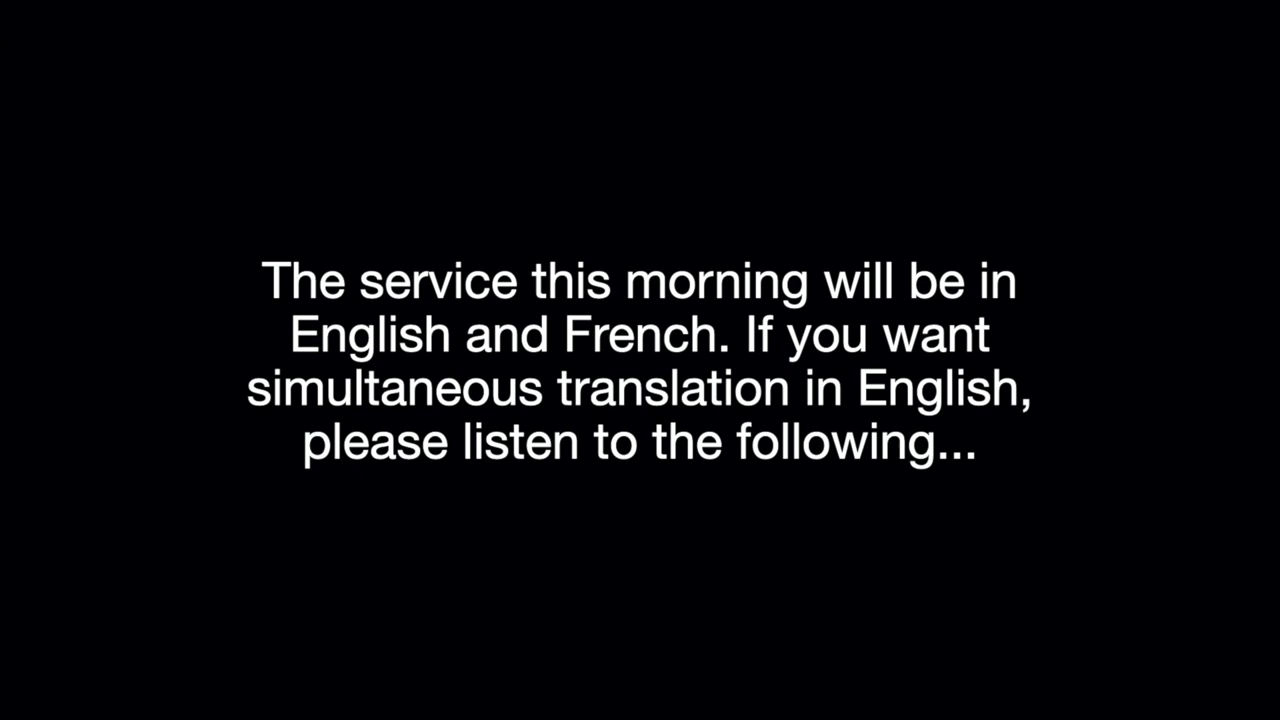 The service this morning will be in
English and French. If you want
simultaneous translation in English,
please listen to the following...